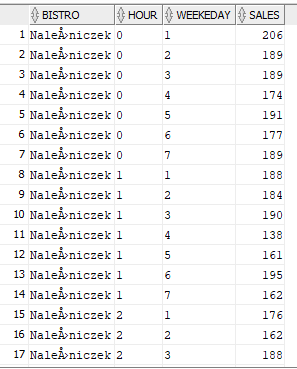 BISTRO HOUR WEEKEDAY SALES
1 NaleÅ›niczek 0 1 206
2 NaleÅ›niczek 0 2 189
3 NaleÅ›niczek 0 3 189
4 NaleÅ›niczek 0 4 174
5 NaleÅ›niczek 0 5 191
6 NaleÅ›niczek 0 6 177
7 NaleÅ›niczek 0 7 189
8 NaleÅ›niczek 1 1 188
9 NaleÅ›niczek 1 2 184
10 NaleÅ›niczek 1 3 190
11 NaleÅ›niczek 1 4 138
12 NaleÅ›niczek 1 5 161
13 NaleÅ›niczek 1 6 195
14 NaleÅ›niczek 1 7 162
15 NaleÅ›niczek 2 1 176
16 NaleÅ›niczek 2 2 162
17 NaleÅ›niczek 2 3 188